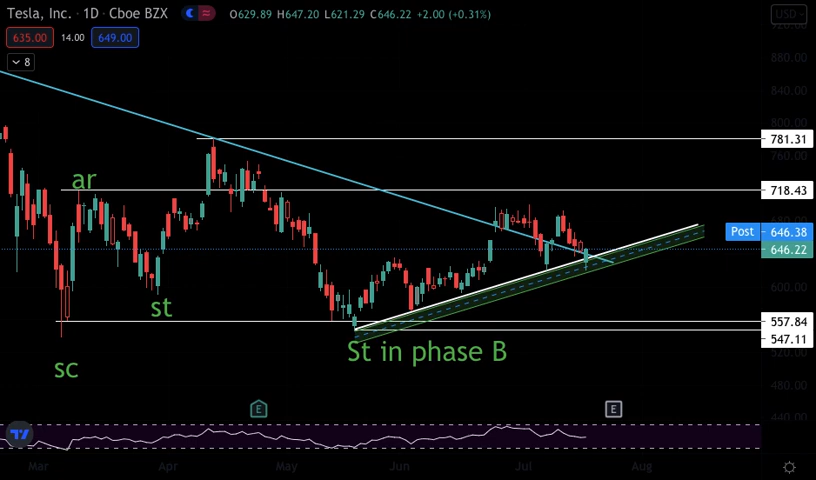 Tesla, Inc. · 1D · Cboe BZX O629.89 H647.20 L621.29 C646.22 +2.00 (+0.31%) USD
635.00 14.00 649.00
8
880.00
840.00
781.31
760.00
ar
718.43
Post 646.38
646.22
600.00
st
557.84
St in phase B
547.11
520.00
sc
480.00
E E
440.00
Mar Apr May Jun Jul Aug